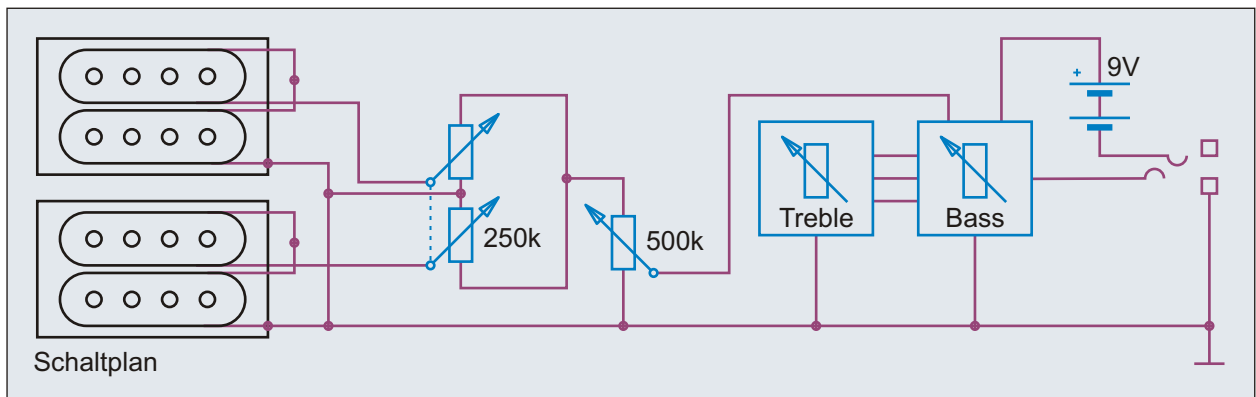 + 9V
250k
500k
Treble
Bass
Schaltplan